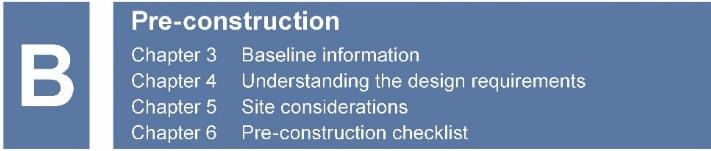 B
Pre-construction
Chapter 3 Baseline information
Chapter 4 Understanding the design requirements
Chapter 5 Site considerations
Chapter 6 Pre-construction checklist